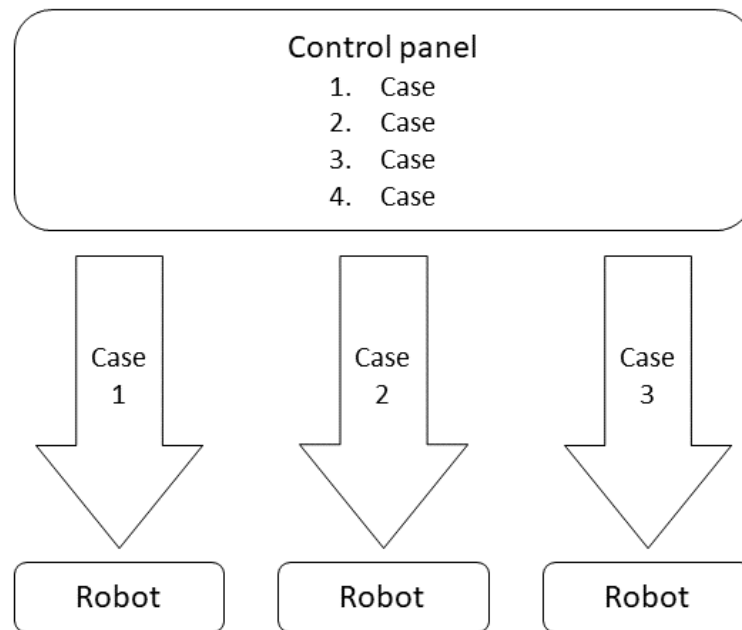 Control panel
1. Case
2. Case
3. Case
4. Case
Case
1
Case
2
Case
3
Robot
Robot
Robot